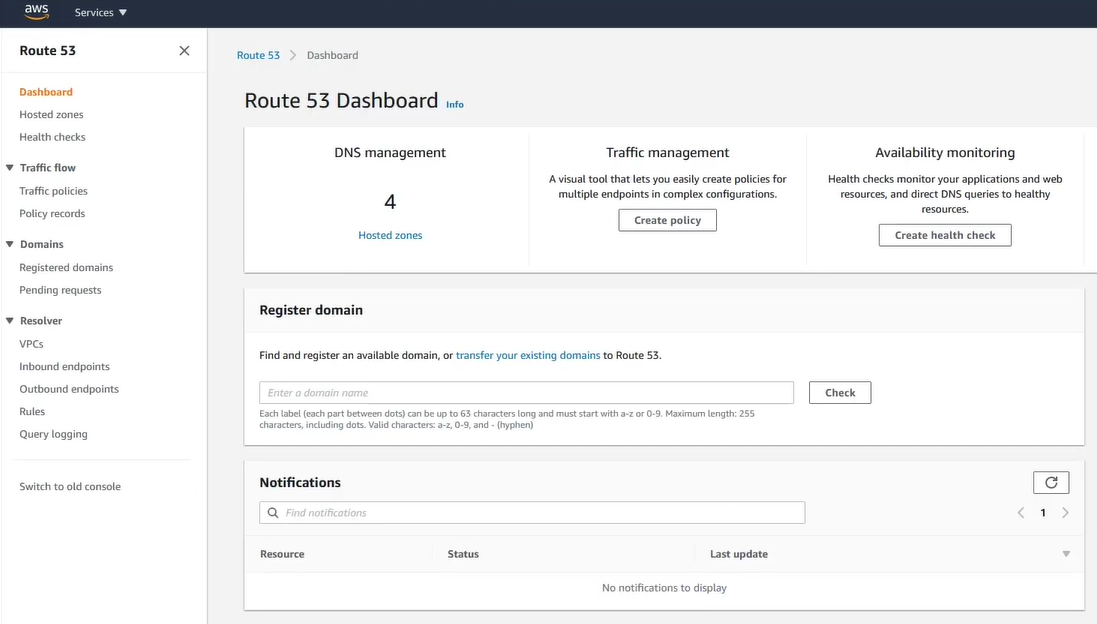 aws
Services
Route 53
Dashboard
Hosted zones
Health checks
Traffic flow
Traffic policies
Policy records
Domains
Registered domains
Pending requests
Resolver
VPCs
Inbound endpoints
Outbound endpoints
Rules
Query logging
Switch to old console
Route 53 Dashboard
Route 53 Dashboard Info
DNS management
4
Hosted zones
Traffic management
A visual tool that lets you easily create policies for
multiple endpoints in complex configurations.
Create policy
Availability monitoring
Health checks monitor your applications and web
resources, and direct DNS queries to healthy
resources.
Create health check
Register domain
Find and register an available domain, or transfer your existing domains to Route 53.
Enter a domain name
Check
Each label (each part between dots) can be up to 63 characters long and must start with a-z or 0-9. Maximum length: 255
characters, including dots. Valid characters: a-z, 0-9, and - (hyphen)
Notifications
Find notifications
1
Resource Status Last update
No notifications to display